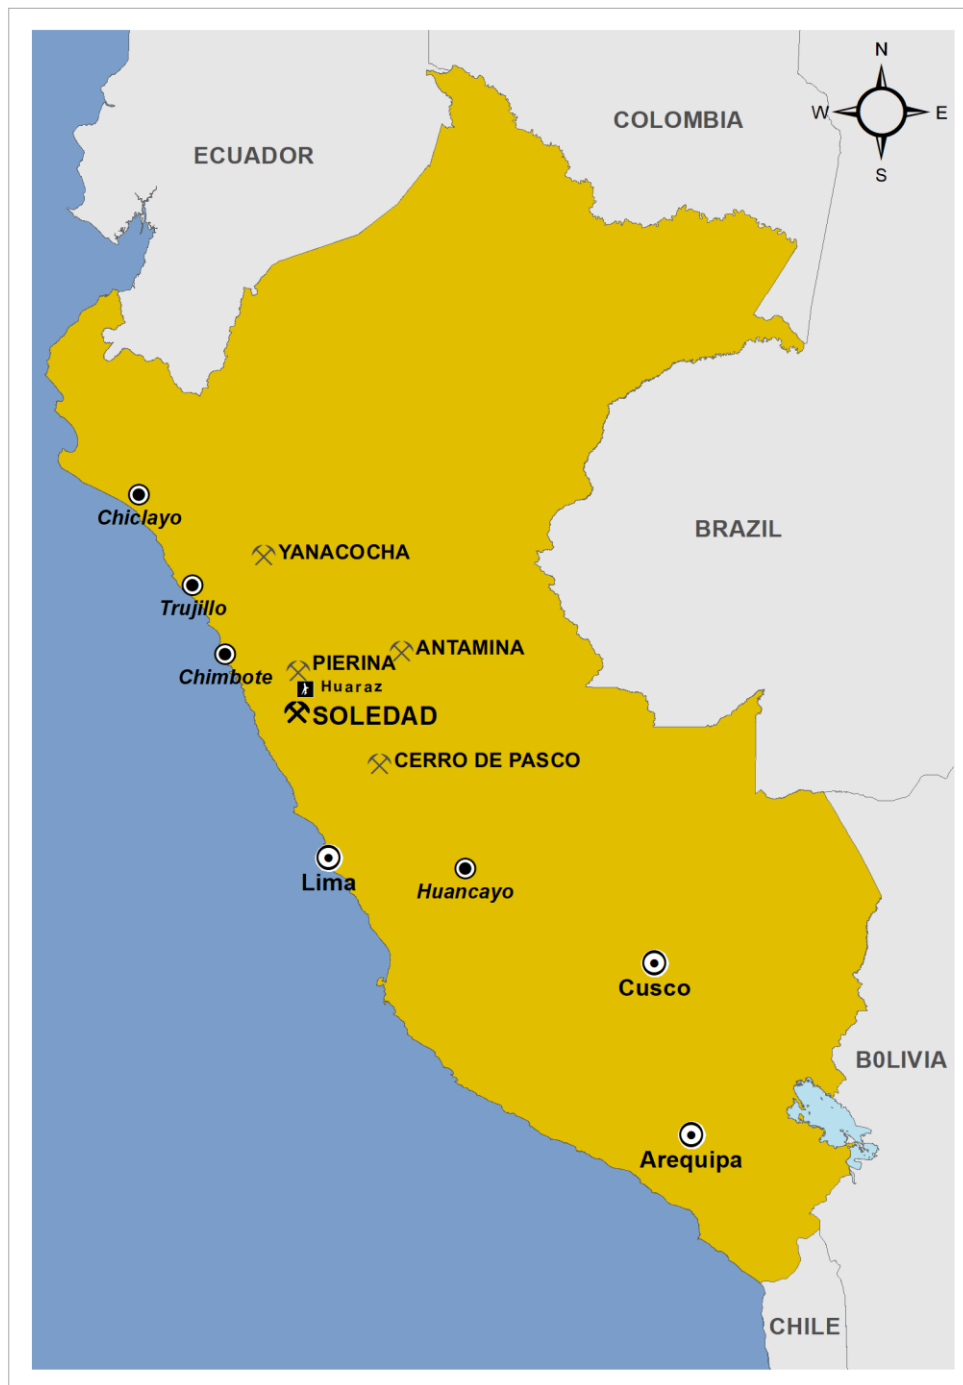 N
COLOMBIA
W
E
ECUADOR
S
Chiclayo
BRAZIL
YANACOCHA
Trujillo
ANTAMINA
PIERINA
Chimbote
Huaraz
SOLEDAD
CERRO DE PASCO
Lima
Huancayo
Cusco
B0LIVIA
Arequipa
CHILE